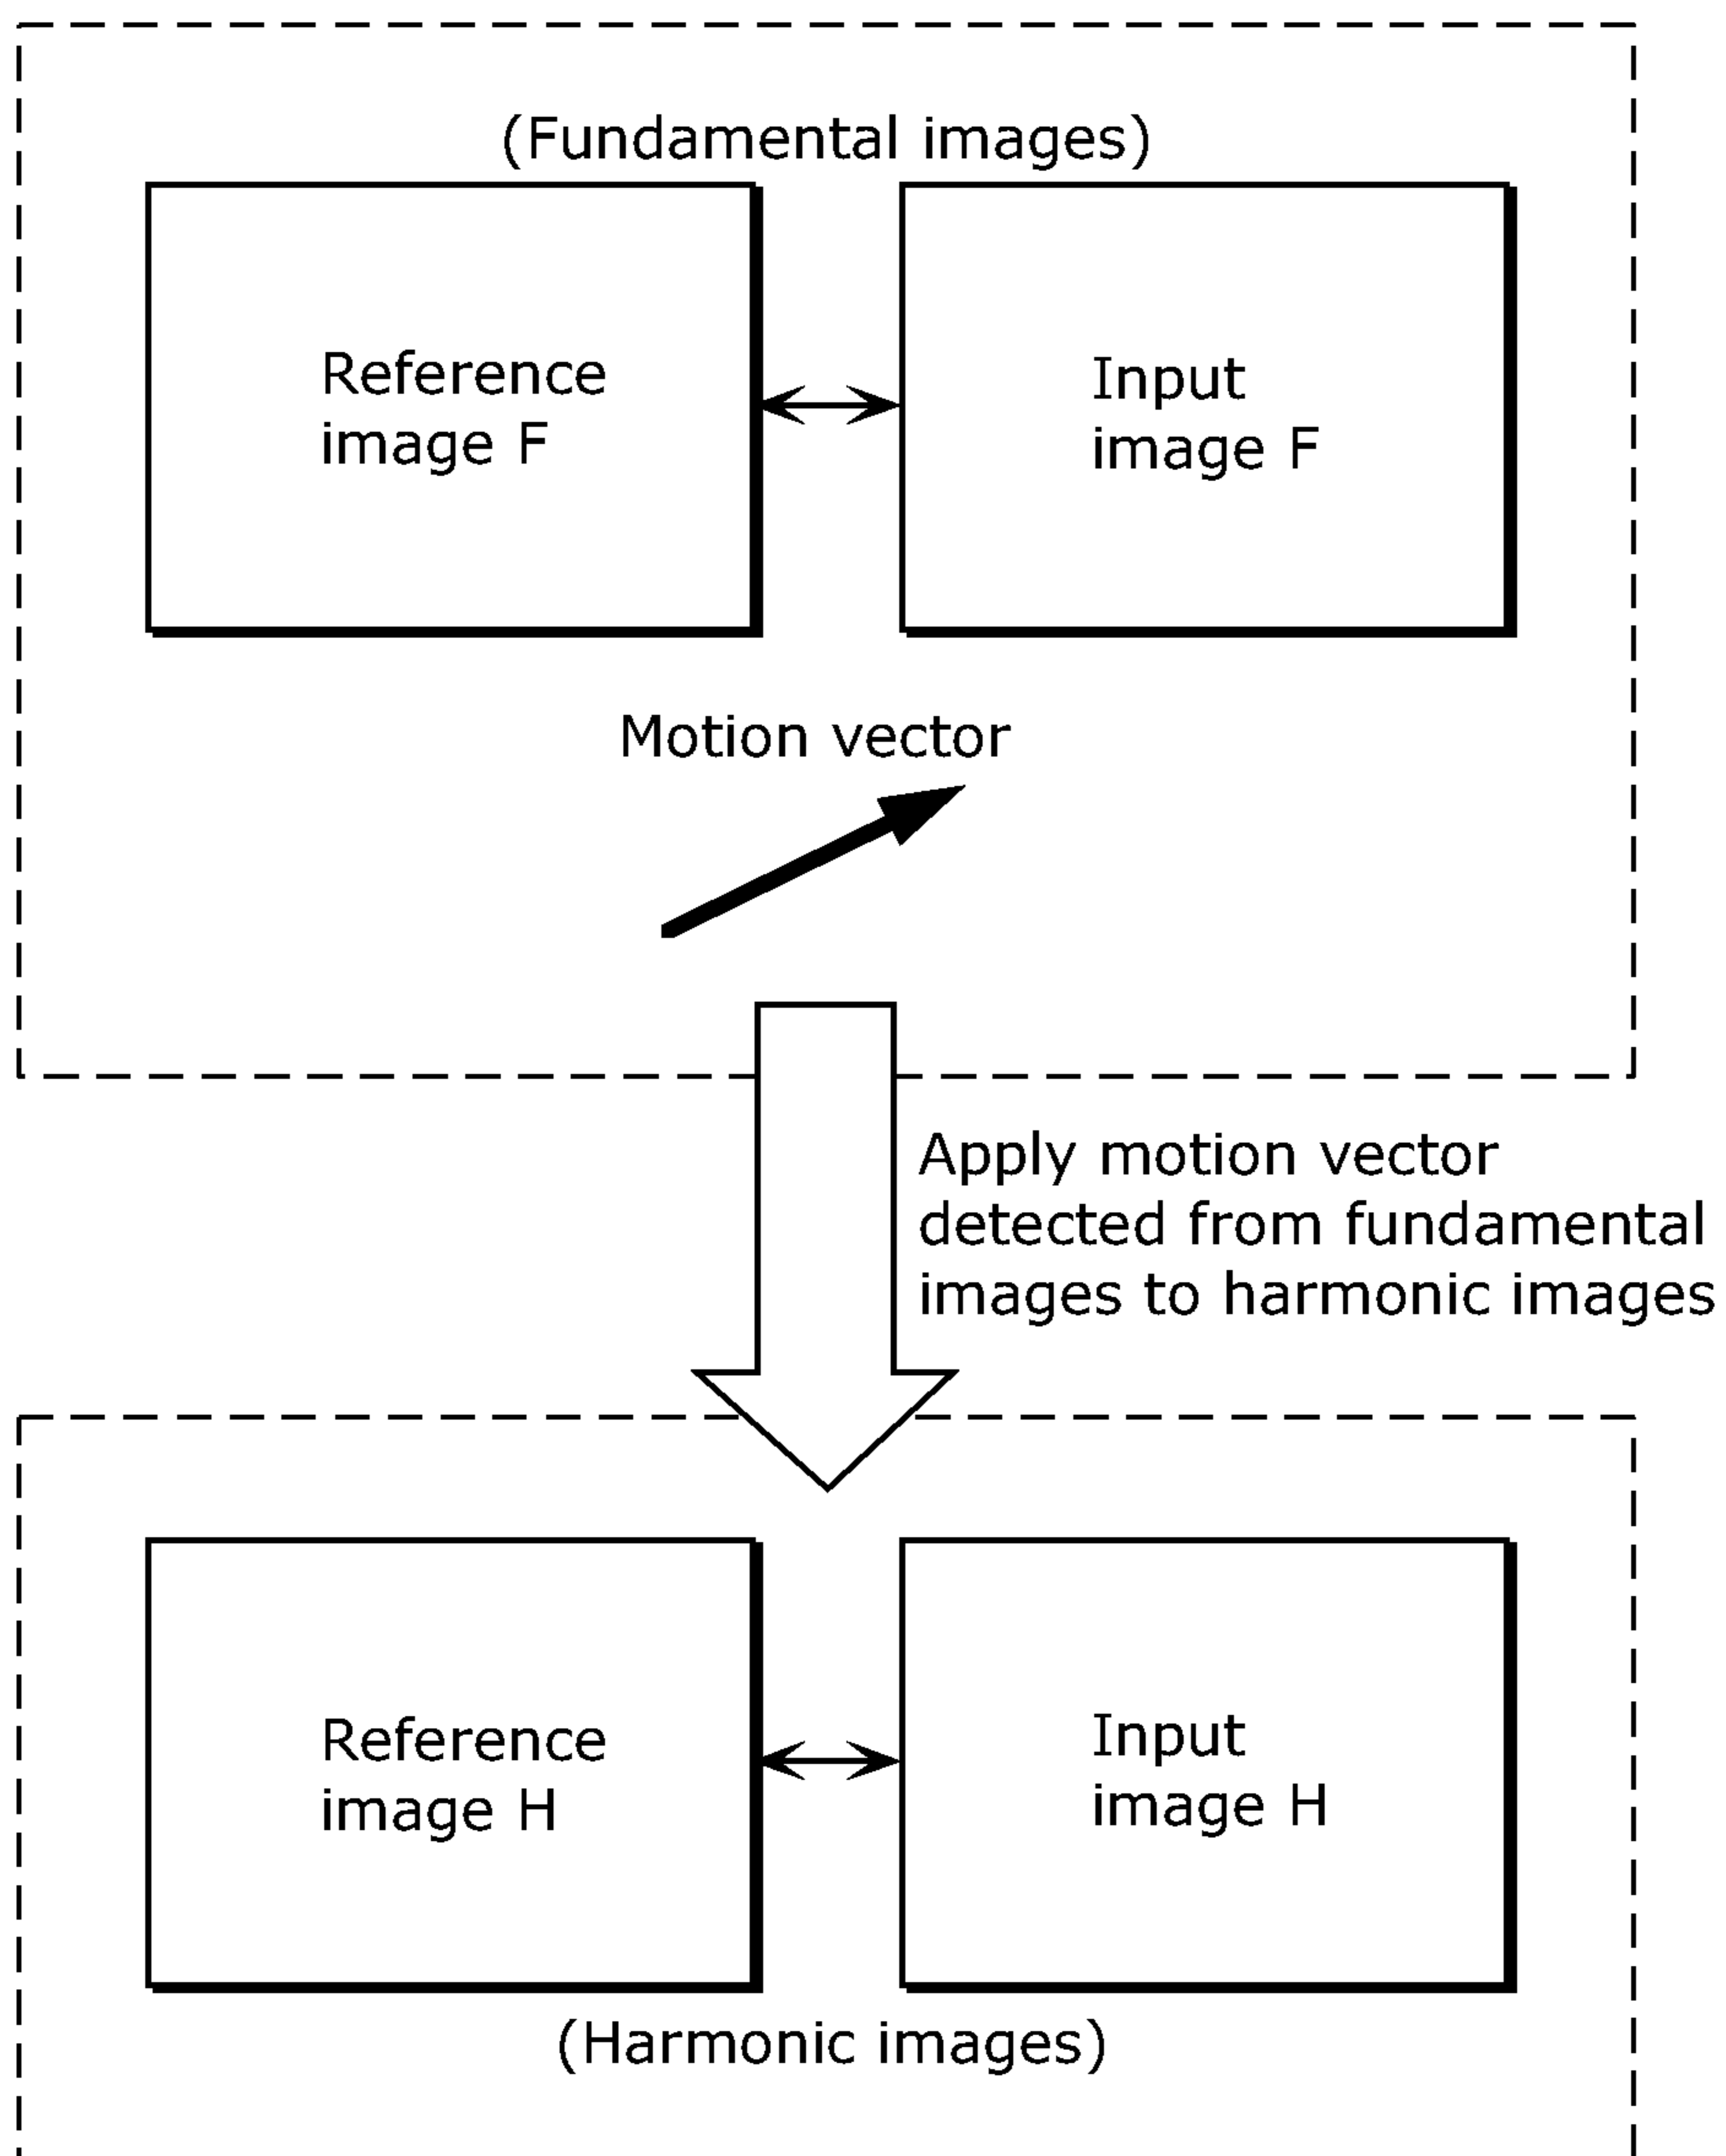 (Fundamental images)
Reference
image F
Input
image F
Motion vector
Apply motion vector
detected from fundamental
images to harmonic images
Reference
image H
Input
image H
(Harmonic images)